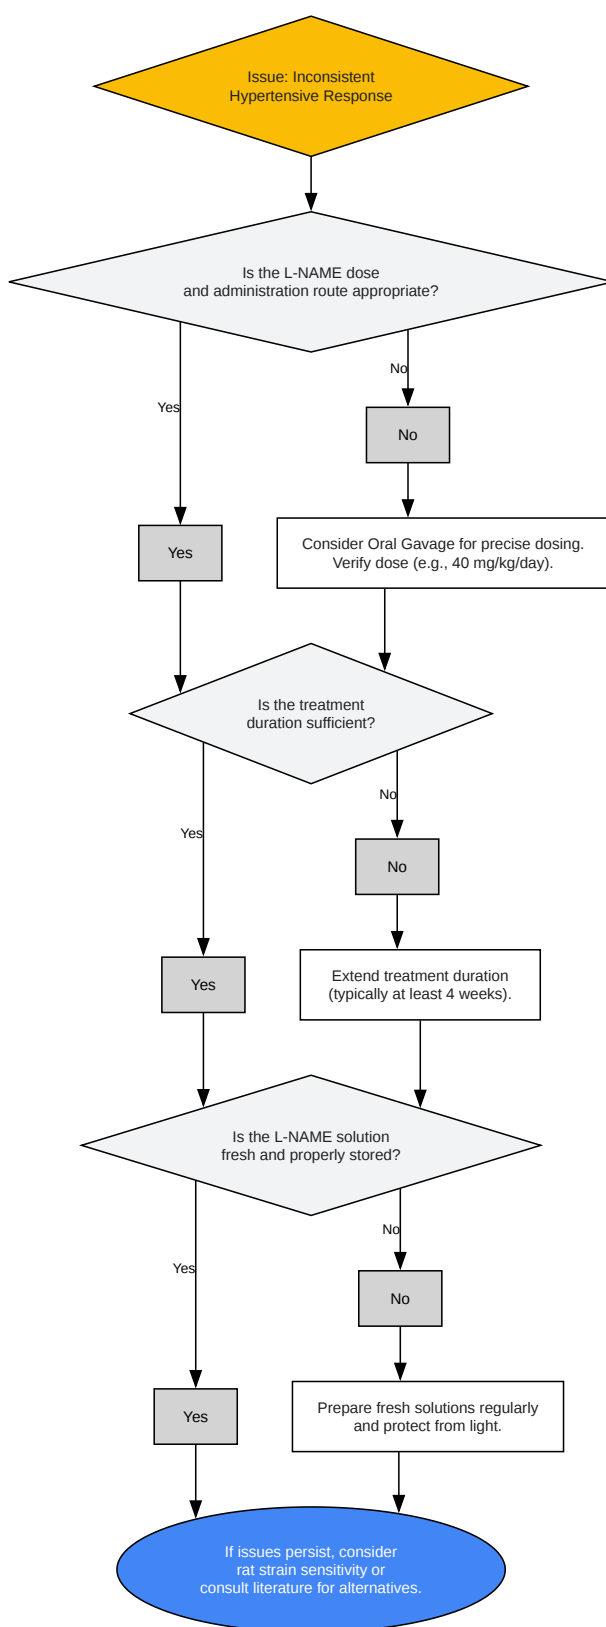 Issue: Inconsistent
Hypertensive Response
Is the L-NAME dose
and administration route appropriate?
No
Yes
No
Yes
Consider Oral Gavage for precise dosing.
Verify dose (e.g., 40 mg/kg/day).
Is the treatment
duration sufficient?
No
Yes
No
Yes
Extend treatment duration
(typically at least 4 weeks).
Is the L-NAME solution
fresh and properly stored?
No
Yes
No
Yes
Prepare fresh solutions regularly
and protect from light.
If issues persist, consider
rat strain sensitivity or
consult literature for alternatives.